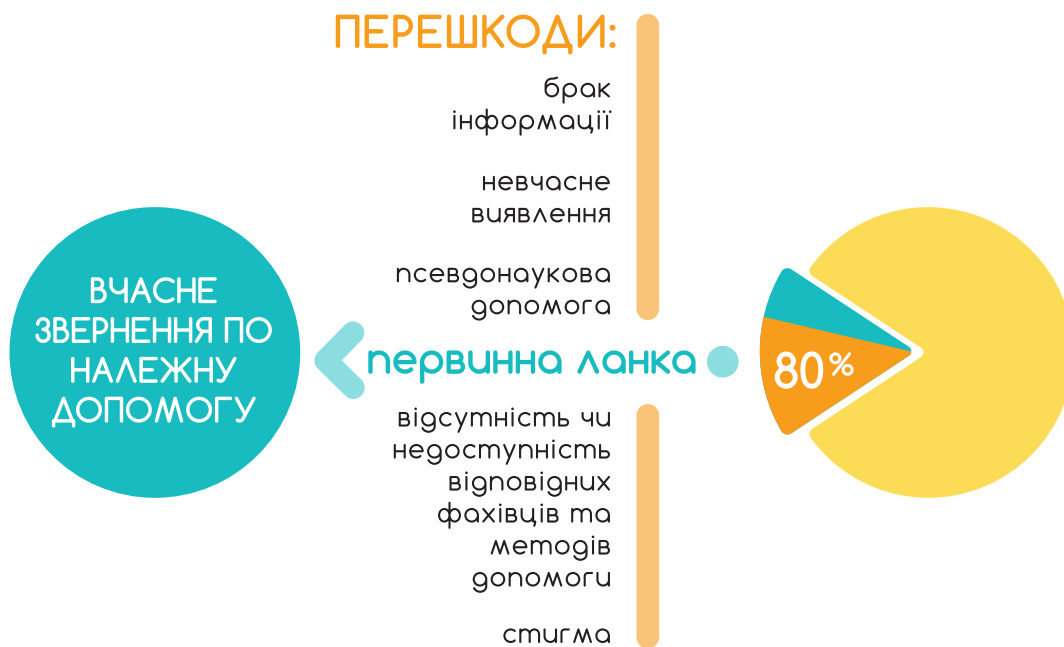 ПЕРЕШКОДИ:
брак
інформації
невчасне
виявлення
псевдонаукова
допомога
ВЧАСНЕ
ЗВЕРНЕННЯ ПО
НАЛЕЖНУ
ДОПОМОГУ
первинна ланка
80%
відсутність чи
недоступність
відповідних
фахівців та
методів
допомоги
стигма